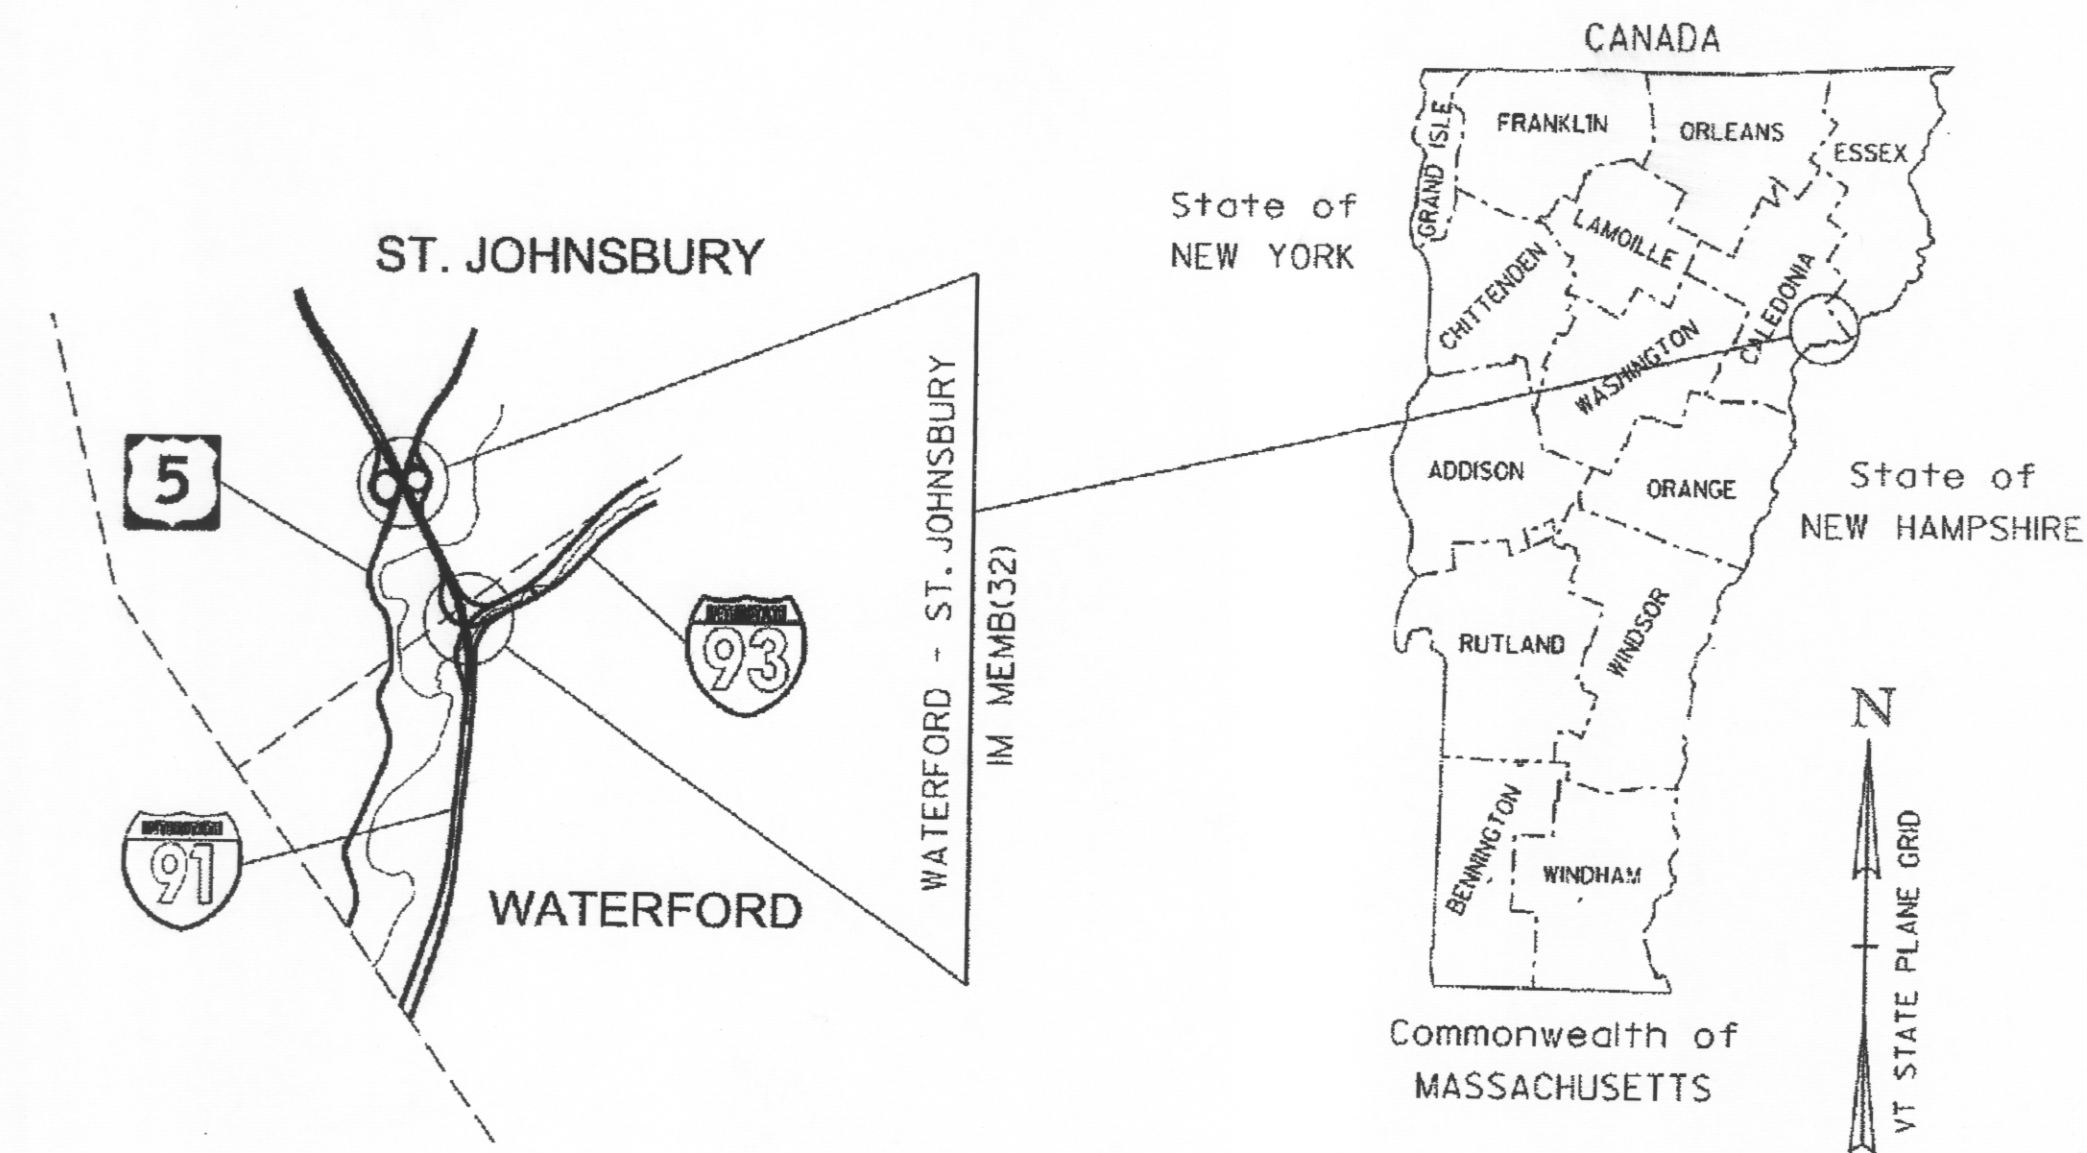 ST. JOHNSBURY
5
93
91
WATERFORD
WATERFORD - ST. JOHNSBURY
IM MEMB(32)
CANADA
State of
NEW YORK
GRAND ISLE
FRANKLIN
ORLEANS
ESSEX
LAMOILLE
CHITTENDEN
CALEDONIA
WASHINGTON
ADDISON
ORANGE
State of
NEW HAMPSHIRE
RUTLAND
WINDSOR
BENNINGTON
WINDHAM
N
VT STATE PLANE GRID
Commonwealth of
MASSACHUSETTS